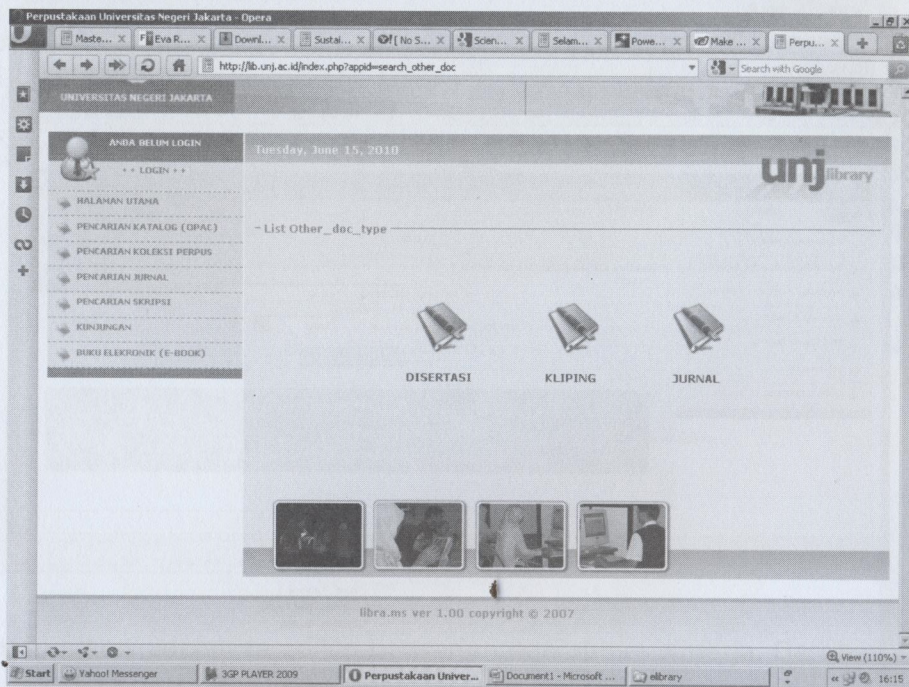 Perpustakaan Universitas Negeri Jakarta - Opera
Maste... Eva R... Downl... Sustai... [ No S... Scien... Selam... Powe... Make ... Perpu...
http://lib.unj.ac.id/index.php?appid=search_other_doc
Search with Google
UNIVERSITAS NEGERI JAKARTA
ANDA BELUM LOGIN
++ LOGIN ++
HALAMAN UTAMA
PENCARIAN KATALOG (OPAC)
PENCARIAN KOLEKSI PERPUS
PENCARIAN JURNAL
PENCARIAN SKRIPSI
KUNJUNGAN
BUKU ELEKRONIK (E-BOOK)
Tuesday, June 15, 2010
unj library
List Other_doc_type
DISERTASI KLIPING JURNAL
libra.ms ver 1.00 copyright © 2007
View (110%)
Start Yahoo! Messenger 3GP PLAYER 2009 Perpustakaan Univer... Document1 - Microsoft ... elibrary 16:15